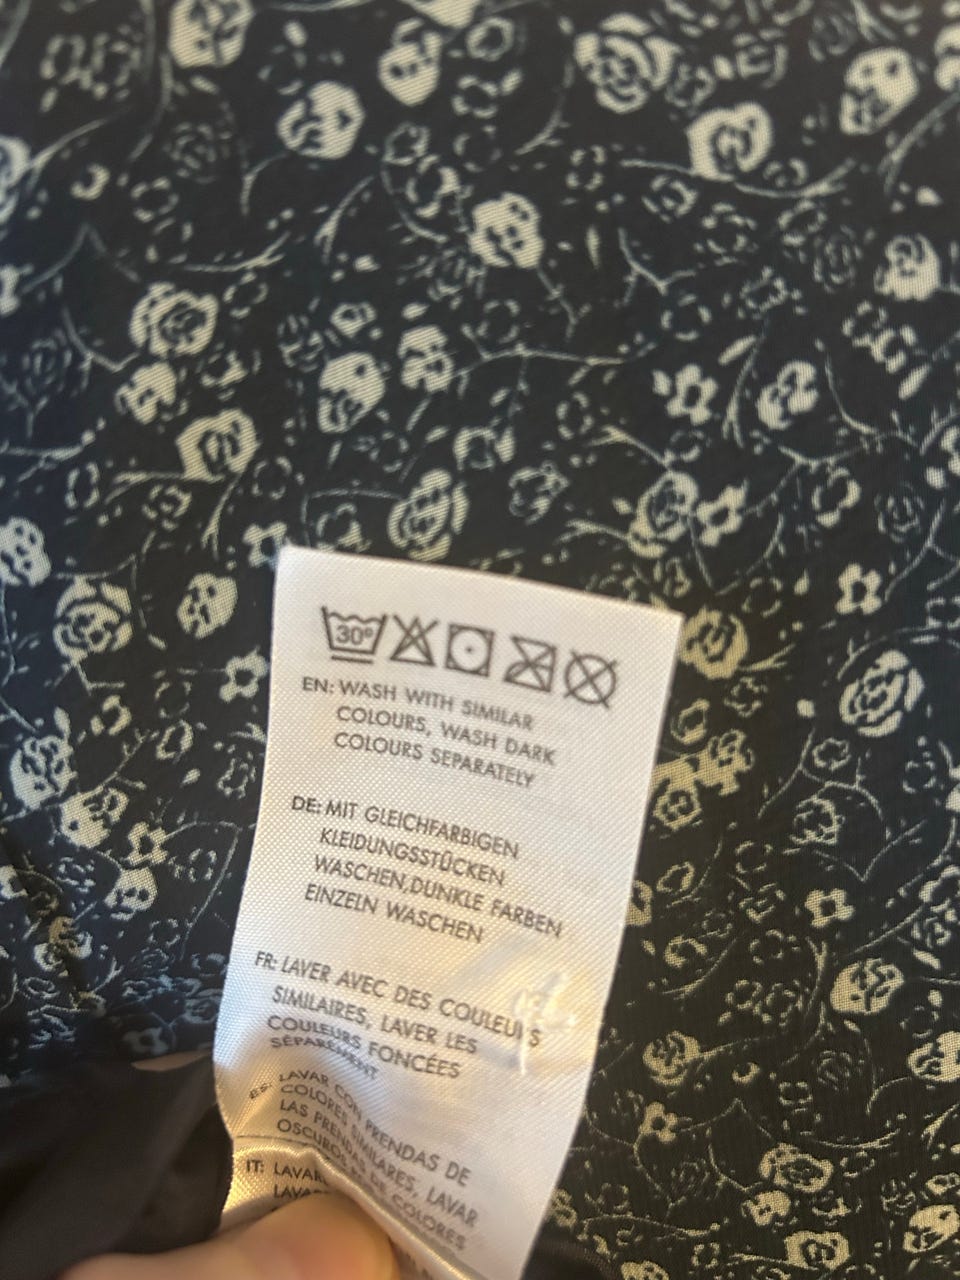 30°
EN: WASH WITH SIMILAR
COLOURS, WASH DARK
COLOURS SEPARATELY
DE: MIT GLEICHFARBIGEN
KLEIDUNGSSTÜCKEN
WASCHEN,DUNKLE FARBEN
EINZELN WASCHEN
FR: LAVER AVEC DES COULEURS
SIMILAIRES, LAVER LES
COULEURS FONCÉES
SÉPARÉMENT
ES: LAVAR CON PRENDAS DE
COLORES SIMILARES, LAVAR
LAS PRENDAS DE COLORES
OSCUROS
IT: LAVAR